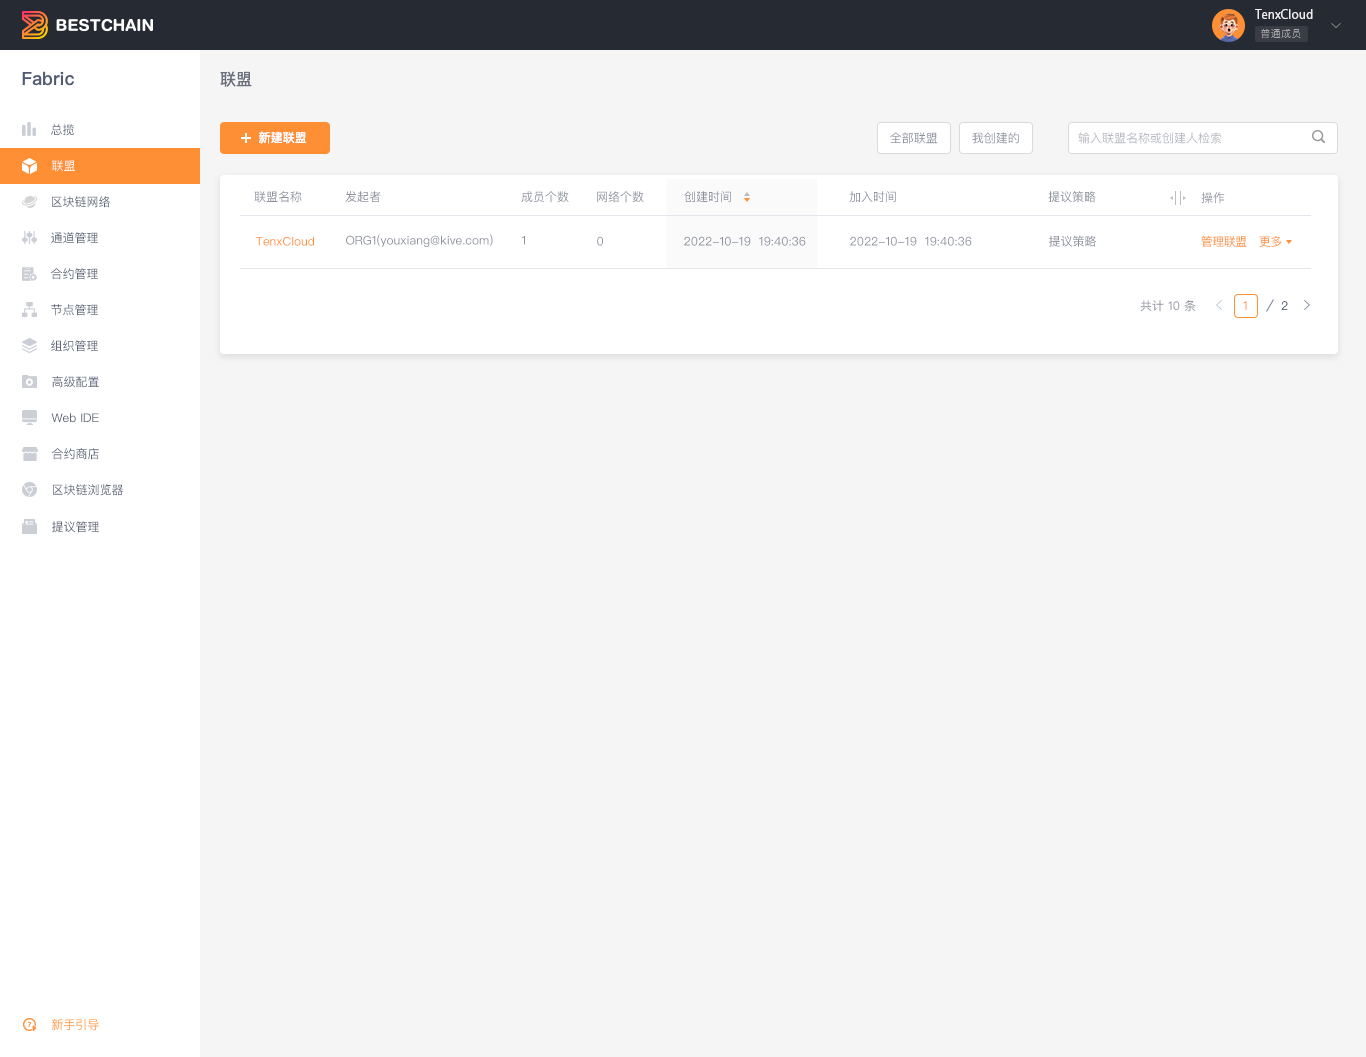 BESTCHAIN
TenxCloud
普通成员
Fabric
总揽
联盟
区块链网络
通道管理
合约管理
节点管理
组织管理
高级配置
Web IDE
合约商店
区块链浏览器
提议管理
新手引导
联盟
+ 新建联盟
全部联盟 我创建的 输入联盟名称或创建人检索
联盟名称 发起者 成员个数 网络个数 创建时间 加入时间 提议策略 操作
TenxCloud ORG1(youxiang@kive.com) 1 0 2022-10-19 19:40:36 2022-10-19 19:40:36 提议策略 管理联盟 更多
共计 10 条 < 1 / 2 >